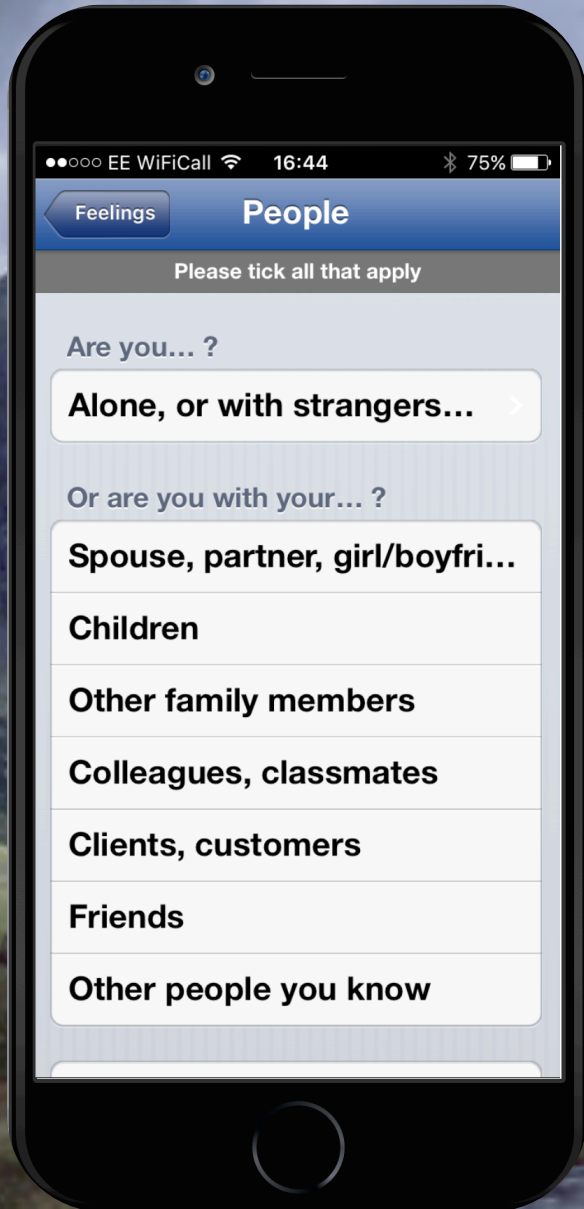 ●●○○○ EE WiFiCall 16:44 75%
Feelings People
Please tick all that apply
Are you... ?
Alone, or with strangers...
Or are you with your... ?
Spouse, partner, girl/boyfri...
Children
Other family members
Colleagues, classmates
Clients, customers
Friends
Other people you know